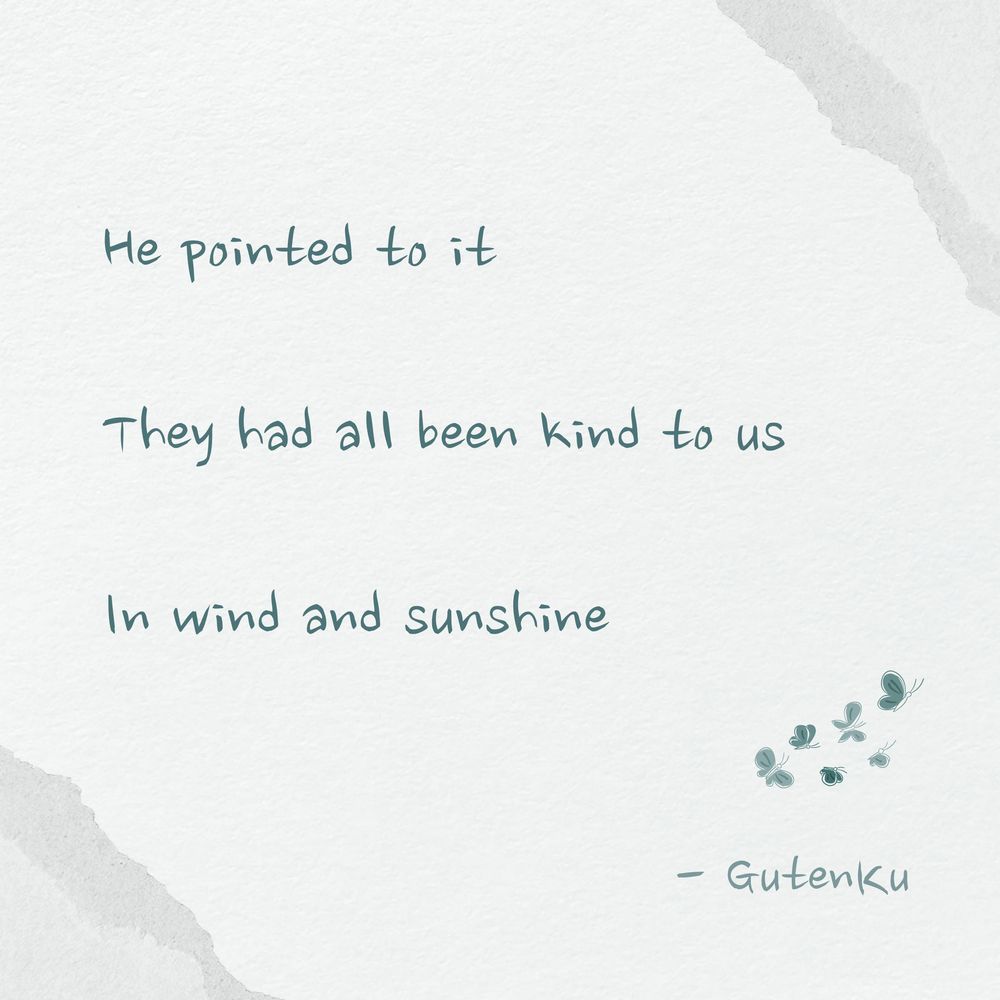 He pointed to it
They had all been kind to us
In wind and sunshine
- GutenKu